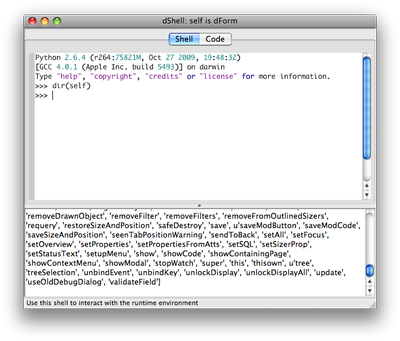 dShell: self is dForm
Shell Code
Python 2.6.4 (r264:75821M, Oct 27 2009, 19:48:32)
[GCC 4.0.1 (Apple Inc. build 5493)] on darwin
Type "help", "copyright", "credits" or "license" for more information.
>>> dir(self)
>>>
'removeDrawnObject', 'removeFilter', 'removeFilters', 'removeFromOutlinedSizers',
'requery', 'restoreSizeAndPosition', 'safeDestroy', 'save', u'saveModButton', 'saveModCode',
'saveSizeAndPosition', 'seenTabPositionWarning', 'sendToBack', 'setAll', 'setFocus',
'setOverview', 'setProperties', 'setPropertiesFromAtts', 'setSQL', 'setSizerProp',
'setStatusText', 'setupMenu', 'show', 'showCode', 'showContainingPage',
'showContextMenu', 'showModal', 'stopWatch', 'super', 'this', 'thisown', u'tree',
'treeSelection', 'unbindEvent', 'unbindKey', 'unlockDisplay', 'unlockDisplayAll', 'update',
'useOldDebugDialog', 'validateField']
Use this shell to interact with the runtime environment